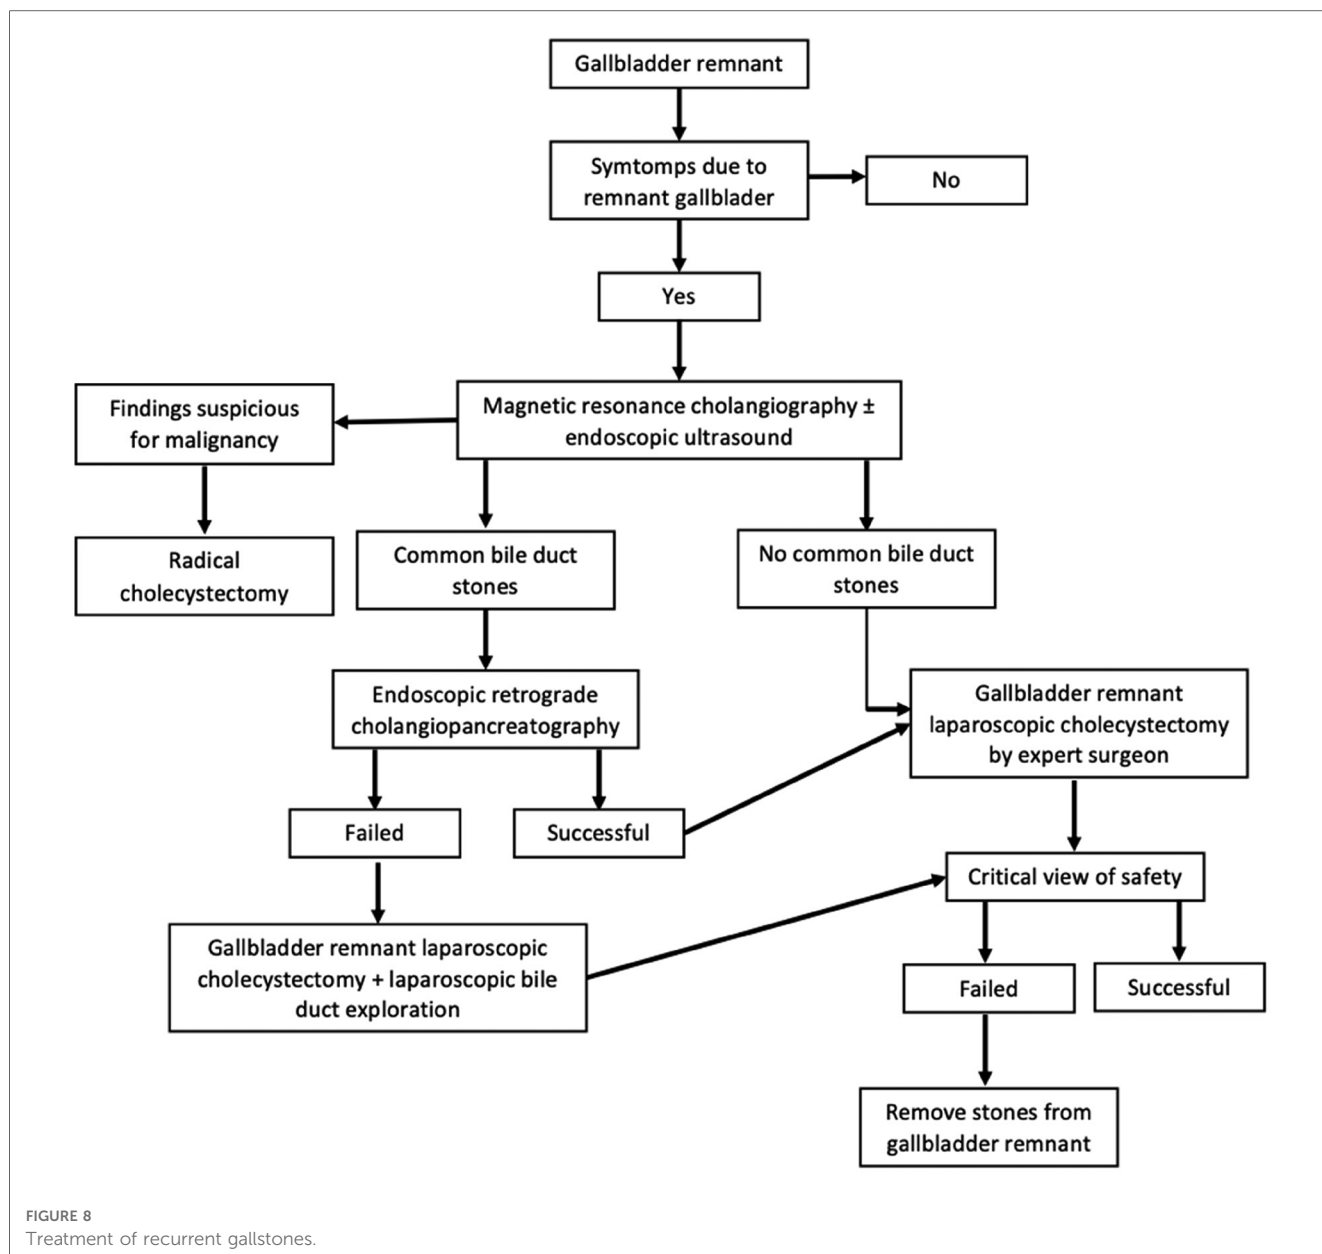 Gallbladder remnant
Symtomps due to
remnant gallblader
No
Yes
Magnetic resonance cholangiography ±
endoscopic ultrasound
Findings suspicious
for malignancy
Radical
cholecystectomy
Common bile duct
stones
No common bile duct
stones
Endoscopic retrograde
cholangiopancreatography
Gallbladder remnant
laparoscopic cholecystectomy
by expert surgeon
Failed
Successful
Critical view of safety
Gallbladder remnant laparoscopic
cholecystectomy + laparoscopic bile
duct exploration
Failed
Successful
Remove stones from
gallbladder remnant
FIGURE 8
Treatment of recurrent gallstones.